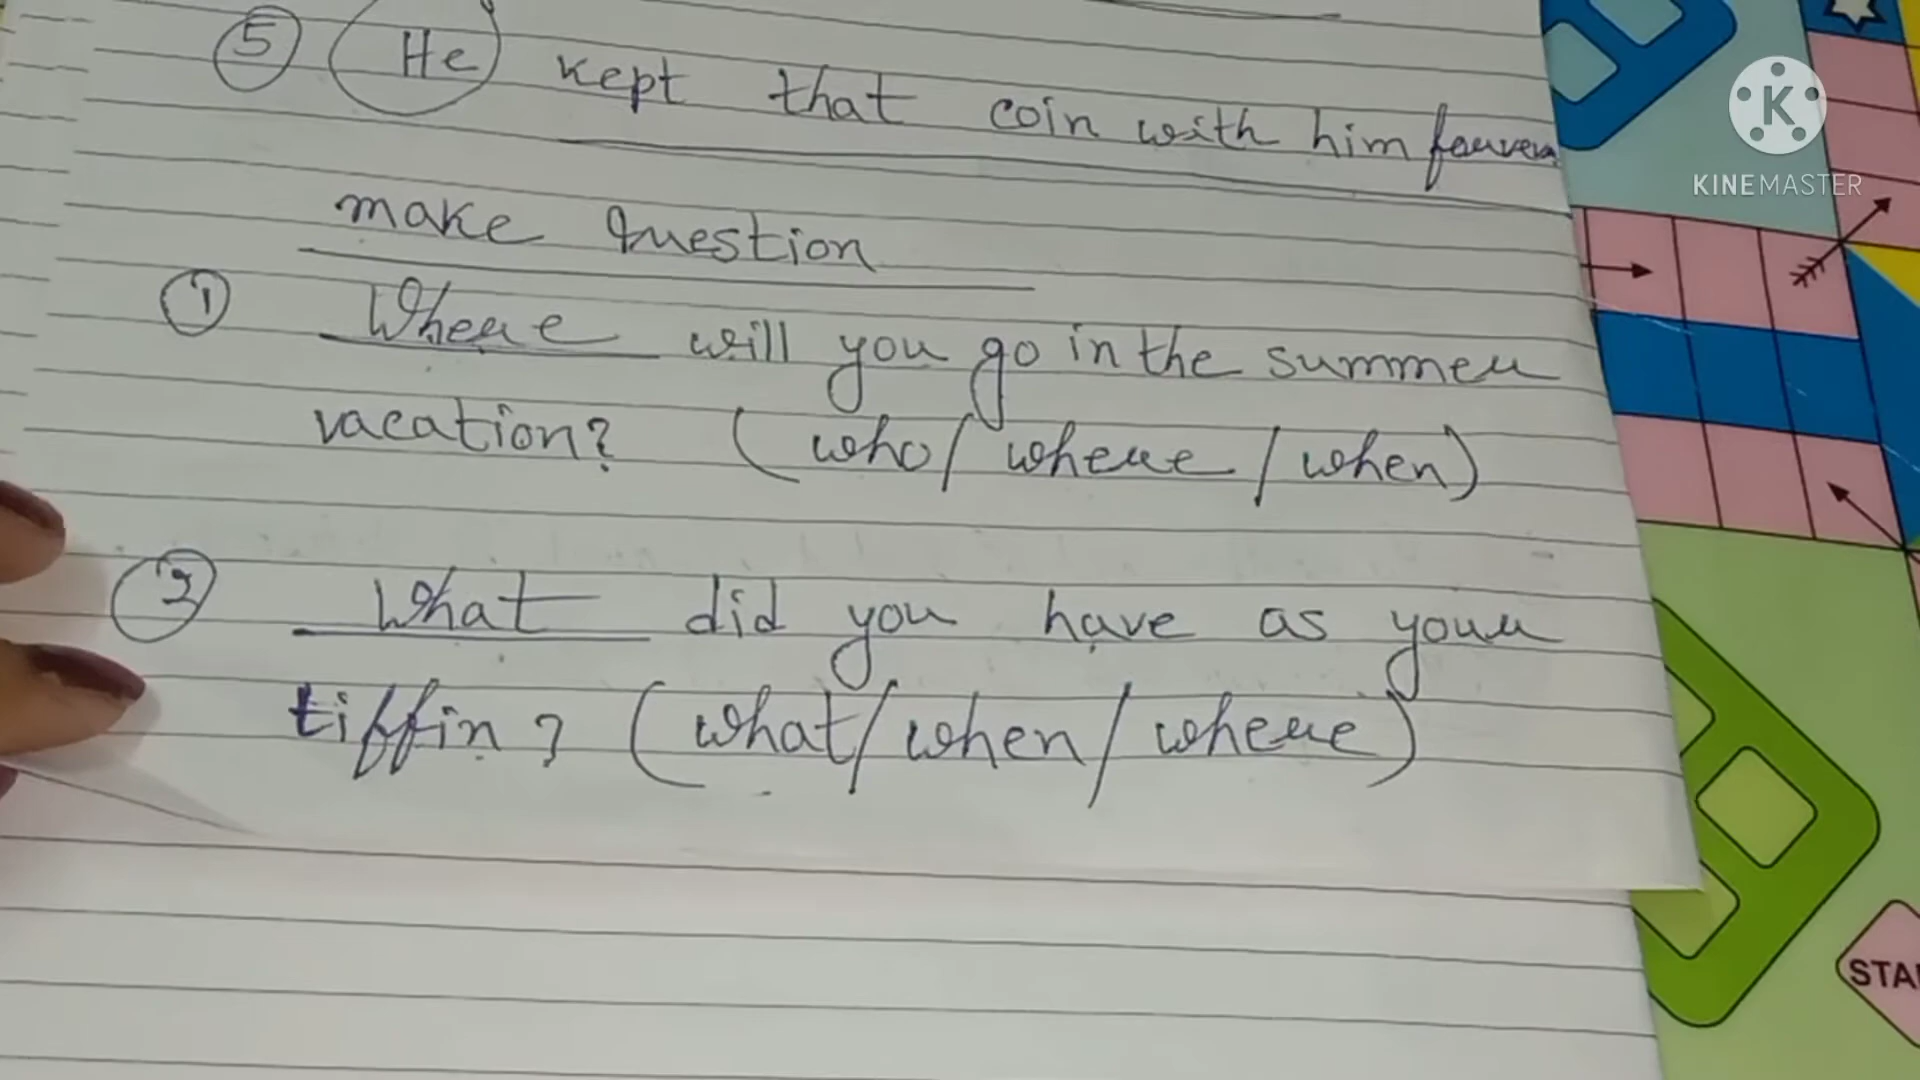 5 He kept that coin with him forever
make Question
1 Where will you go in the summer
vacation? (who/ where / when)
2 What did you have as your
tiffin? (what/when/where)
K
KINEMASTER
STA